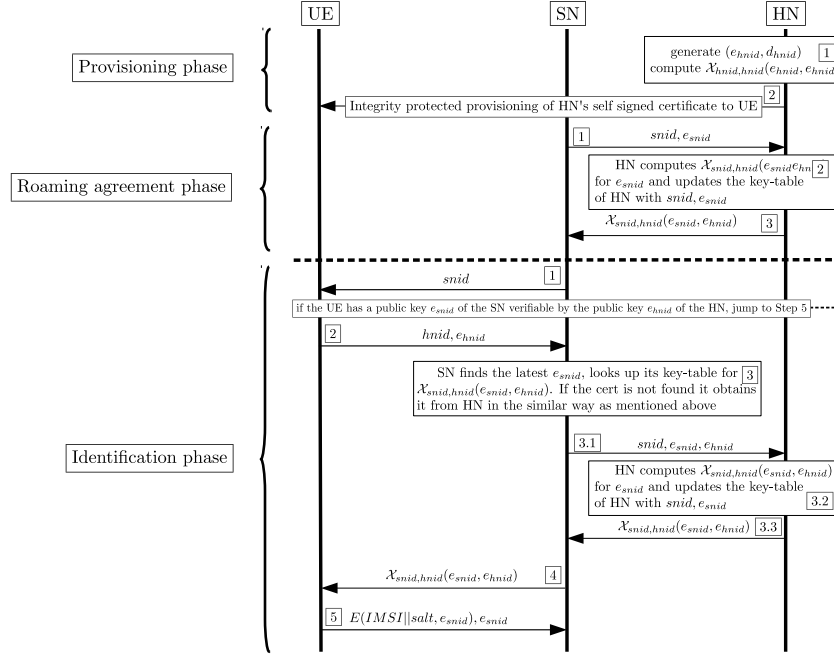 UE SN HN
Provisioning phase
generate (e_hnid, d_hnid) 1
compute 𝒳_hnid,hnid(e_hnid, e_hnid
2
Integrity protected provisioning of HN's self signed certificate to UE
Roaming agreement phase
1 snid, e_snid
HN computes 𝒳_snid,hnid(e_snid e_hn 2
for e_snid and updates the key-table
of HN with snid, e_snid
𝒳_snid,hnid(e_snid, e_hnid) 3
Identification phase
snid 1
if the UE has a public key e_snid of the SN verifiable by the public key e_hnid of the HN, jump to Step 5
2 hnid, e_hnid
SN finds the latest e_snid, looks up its key-table for 3
𝒳_snid,hnid(e_snid, e_hnid). If the cert is not found it obtains
it from HN in the similar way as mentioned above
3.1 snid, e_snid, e_hnid
HN computes 𝒳_snid,hnid(e_snid, e_hnid)
for e_snid and updates the key-table
of HN with snid, e_snid 3.2
𝒳_snid,hnid(e_snid, e_hnid) 3.3
𝒳_snid,hnid(e_snid, e_hnid) 4
5 E(IMSI||salt, e_snid), e_snid